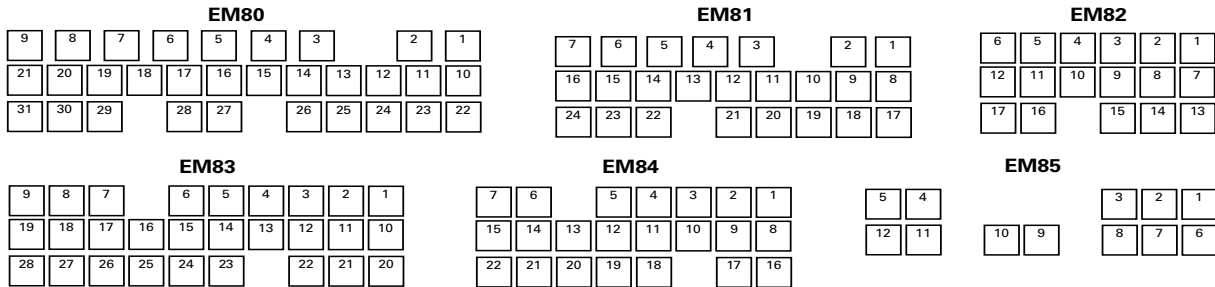 EM80
9 8 7 6 5 4 3 2 1
21 20 19 18 17 16 15 14 13 12 11 10
31 30 29 28 27 26 25 24 23 22
EM81
7 6 5 4 3 2 1
16 15 14 13 12 11 10 9 8
24 23 22 21 20 19 18 17
EM82
6 5 4 3 2 1
12 11 10 9 8 7
17 16 15 14 13
EM83
9 8 7 6 5 4 3 2 1
19 18 17 16 15 14 13 12 11 10
28 27 26 25 24 23 22 21 20
EM84
7 6 5 4 3 2 1
15 14 13 12 11 10 9 8
22 21 20 19 18 17 16
EM85
5 4 3 2 1
12 11 10 9 8 7 6